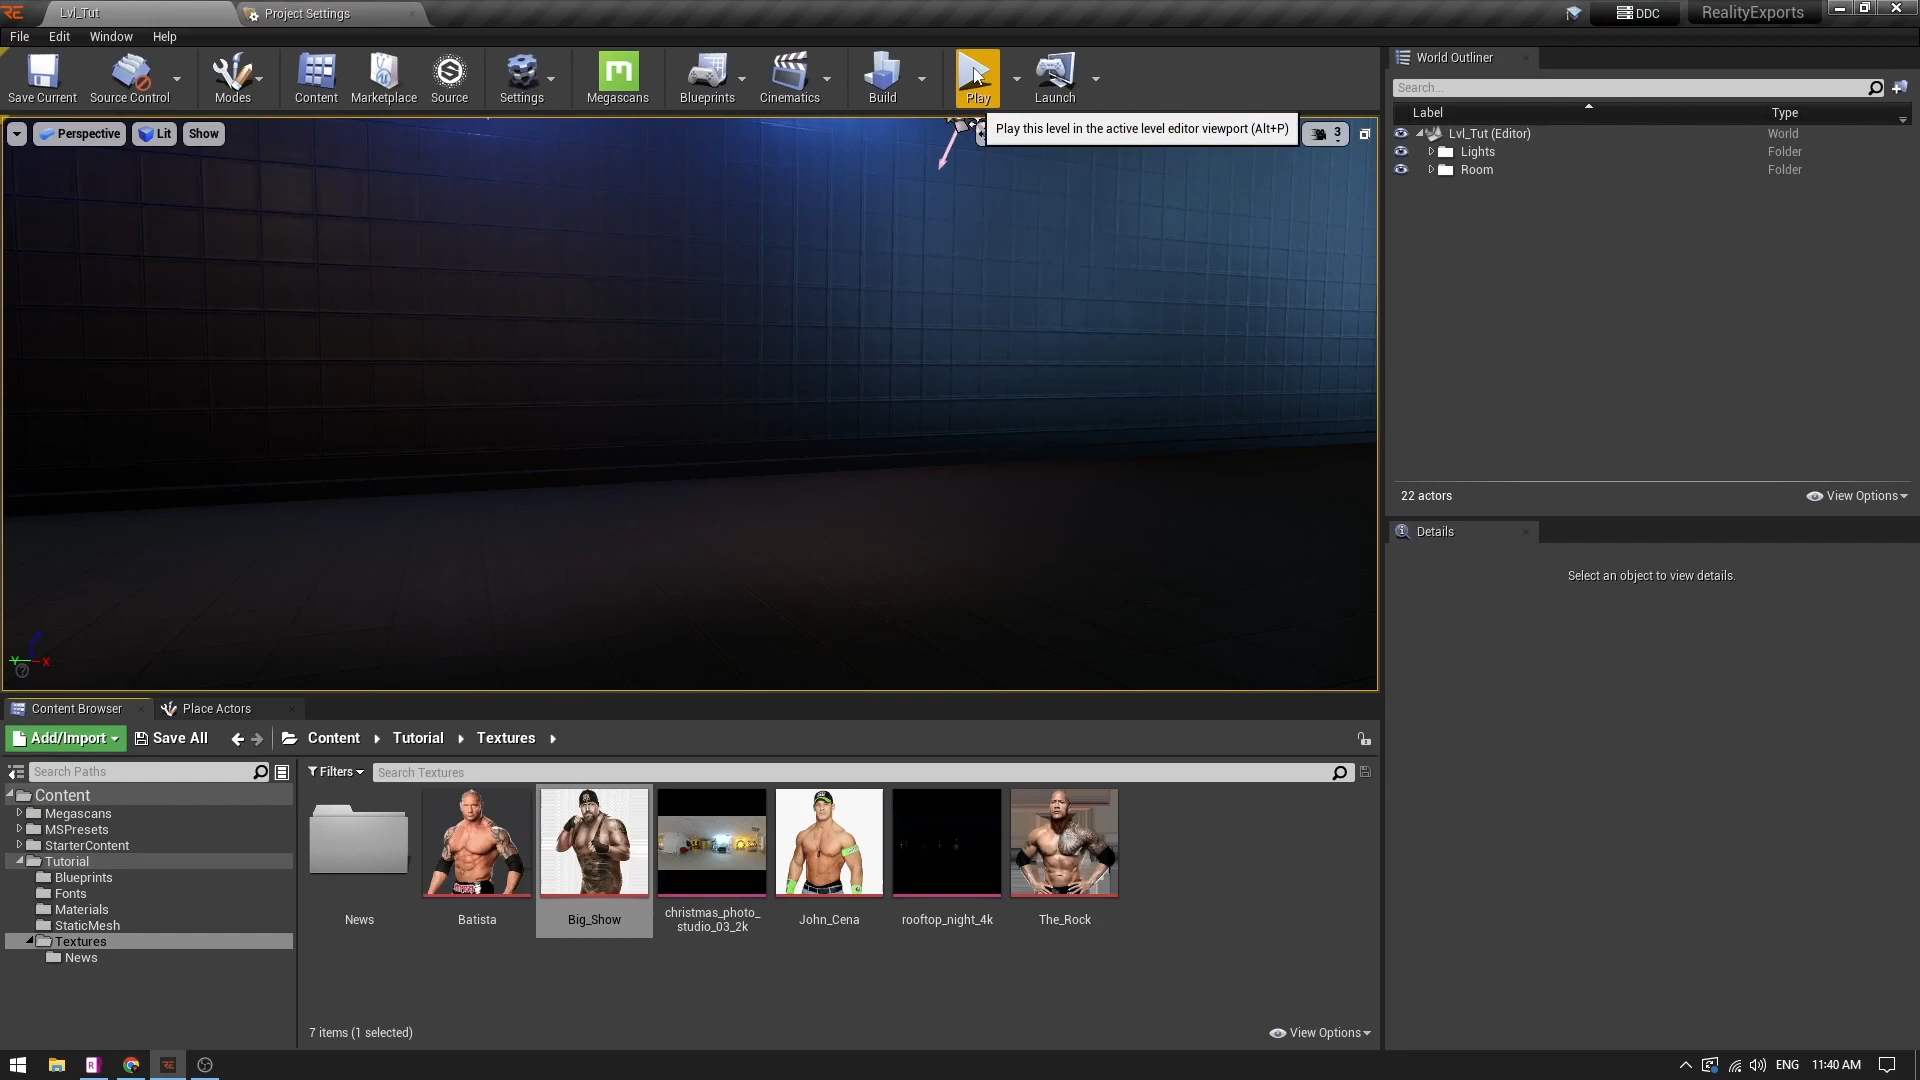 Lvl_Tut
Project Settings
DDC
RealityExports
File
Edit
Window
Help
Save Current
Source Control
Modes
Content
Marketplace
Source
Settings
Megascans
Blueprints
Cinematics
Build
Play
Launch
Perspective
Lit
Show
Play this level in the active level editor viewport (Alt+P)
3
World Outliner
Search...
Label
Type
Lvl_Tut (Editor)
World
Lights
Folder
Room
Folder
22 actors
View Options
Details
Select an object to view details.
Y
X
Content Browser
Place Actors
Add/Import
Save All
Content
Tutorial
Textures
Search Paths
Filters
Search Textures
Content
Megascans
MSPresets
StarterContent
Tutorial
Blueprints
Fonts
Materials
StaticMesh
Textures
News
News
Batista
Big_Show
christmas_photo_
studio_03_2k
John_Cena
rooftop_night_4k
The_Rock
7 items (1 selected)
View Options
ENG
11:40 AM